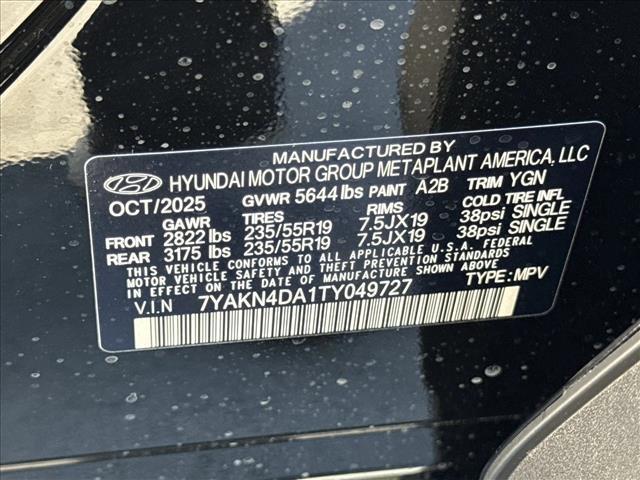 MANUFACTURED BY
HYUNDAI MOTOR GROUP METAPLANT AMERICA, LLC
OCT/2025 GVWR 5644 lbs PAINT A2B TRIM YGN
GAWR TIRES RIMS COLD TIRE INFL
FRONT 2822 lbs 235/55R19 7.5JX19 38psi SINGLE
REAR 3175 lbs 235/55R19 7.5JX19 38psi SINGLE
THIS VEHICLE CONFORMS TO ALL APPLICABLE U.S.A. FEDERAL
MOTOR VEHICLE SAFETY AND THEFT PREVENTION STANDARDS
IN EFFECT ON THE DATE OF MANUFACTURE SHOWN ABOVE.
V.I.N 7YAKN4DA1TY049727 TYPE: MPV